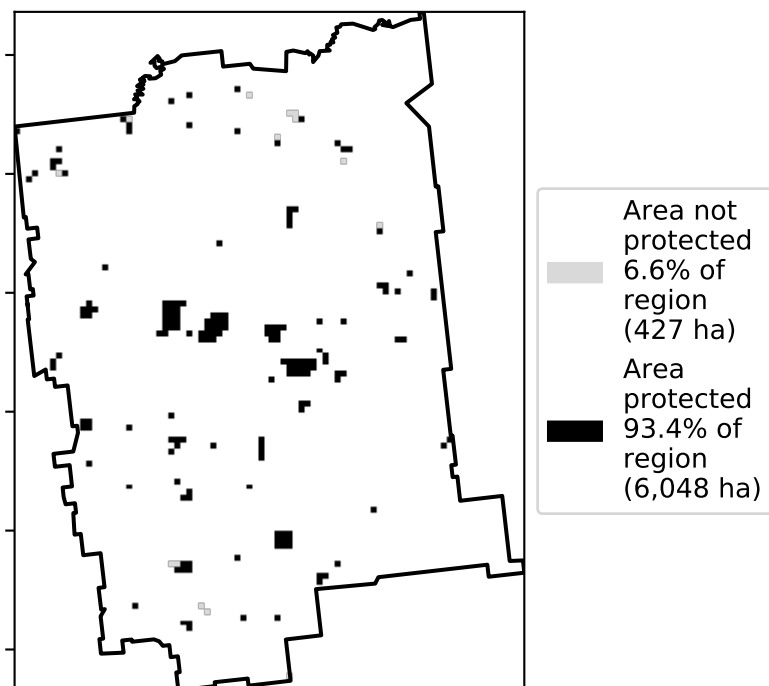 Area not
protected
6.6% of
region
(427 ha)
Area
protected
93.4% of
region
(6,048 ha)